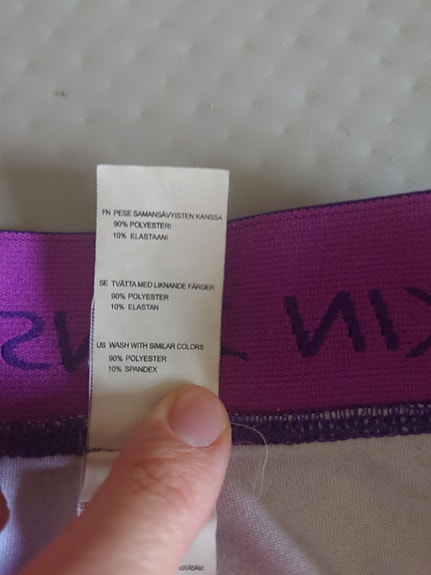 FN PESE SAMANSÄVYISTEN KANSSA
90% POLYESTERI
10% ELASTAANI
SE TVÄTTA MED LIKNANDE FÄRGER
90% POLYESTER
10% ELASTAN
US WASH WITH SIMILAR COLORS
90% POLYESTER
10% SPANDEX